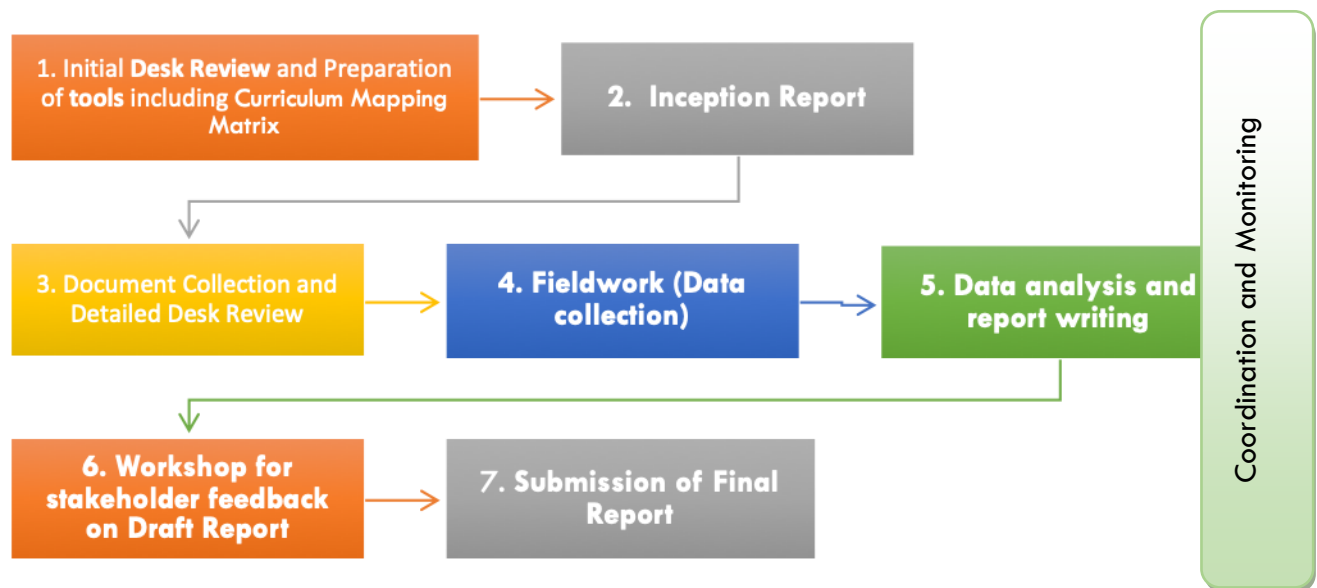 1. Initial Desk Review and Preparation
of tools including Curriculum Mapping
Matrix
2. Inception Report
3. Document Collection and
Detailed Desk Review
4. Fieldwork (Data
collection)
5. Data analysis and
report writing
6. Workshop for
stakeholder feedback
on Draft Report
7. Submission of Final
Report
Coordination and Monitoring